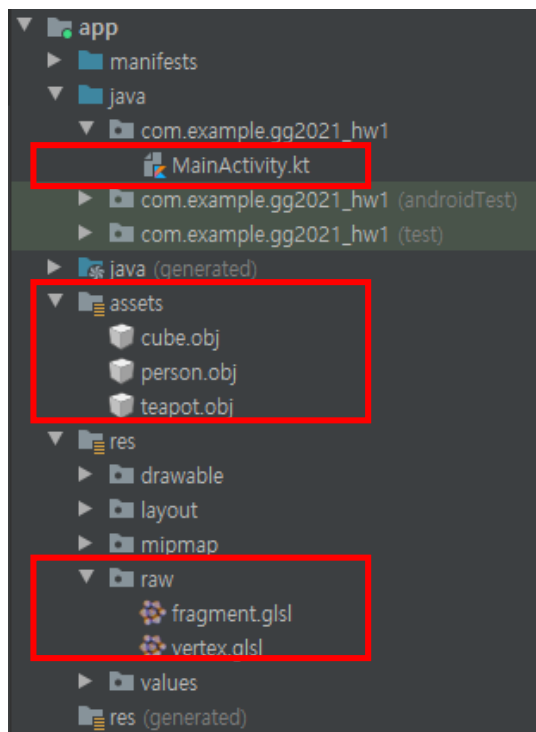 app
manifests
java
com.example.gg2021_hw1
MainActivity.kt
com.example.gg2021_hw1 (androidTest)
com.example.gg2021_hw1 (test)
java (generated)
assets
cube.obj
person.obj
teapot.obj
res
drawable
layout
mipmap
raw
fragment.glsl
vertex.glsl
values
res (generated)